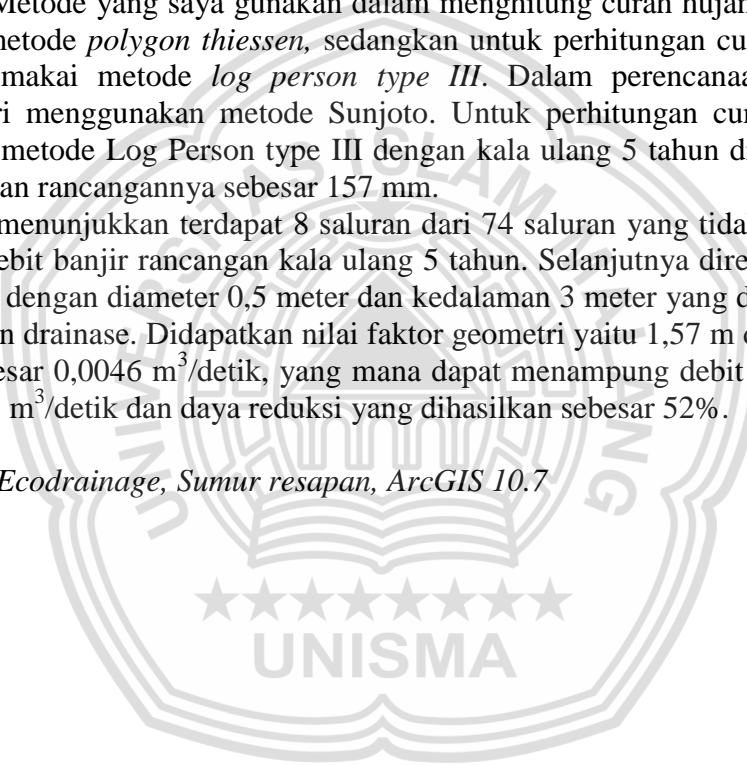 Metode yang saya gunakan dalam menghitung curah hujan
metode polygon thiessen, sedangkan untuk perhitungan cu
makai metode log person type III. Dalam perencanaa
ri menggunakan metode Sunjoto. Untuk perhitungan cur
metode Log Person type III dengan kala ulang 5 tahun di
an rancangannya sebesar 157 mm.
menunjukkan terdapat 8 saluran dari 74 saluran yang tida
ebit banjir rancangan kala ulang 5 tahun. Selanjutnya dire
dengan diameter 0,5 meter dan kedalaman 3 meter yang d
n drainase. Didapatkan nilai faktor geometri yaitu 1,57 m
esar 0,0046 m³/detik, yang mana dapat menampung debit
m³/detik dan daya reduksi yang dihasilkan sebesar 52%.
Ecodrainage, Sumur resapan, ArcGIS 10.7
UNIVERSITAS ISLAM MALANG
UNISMA